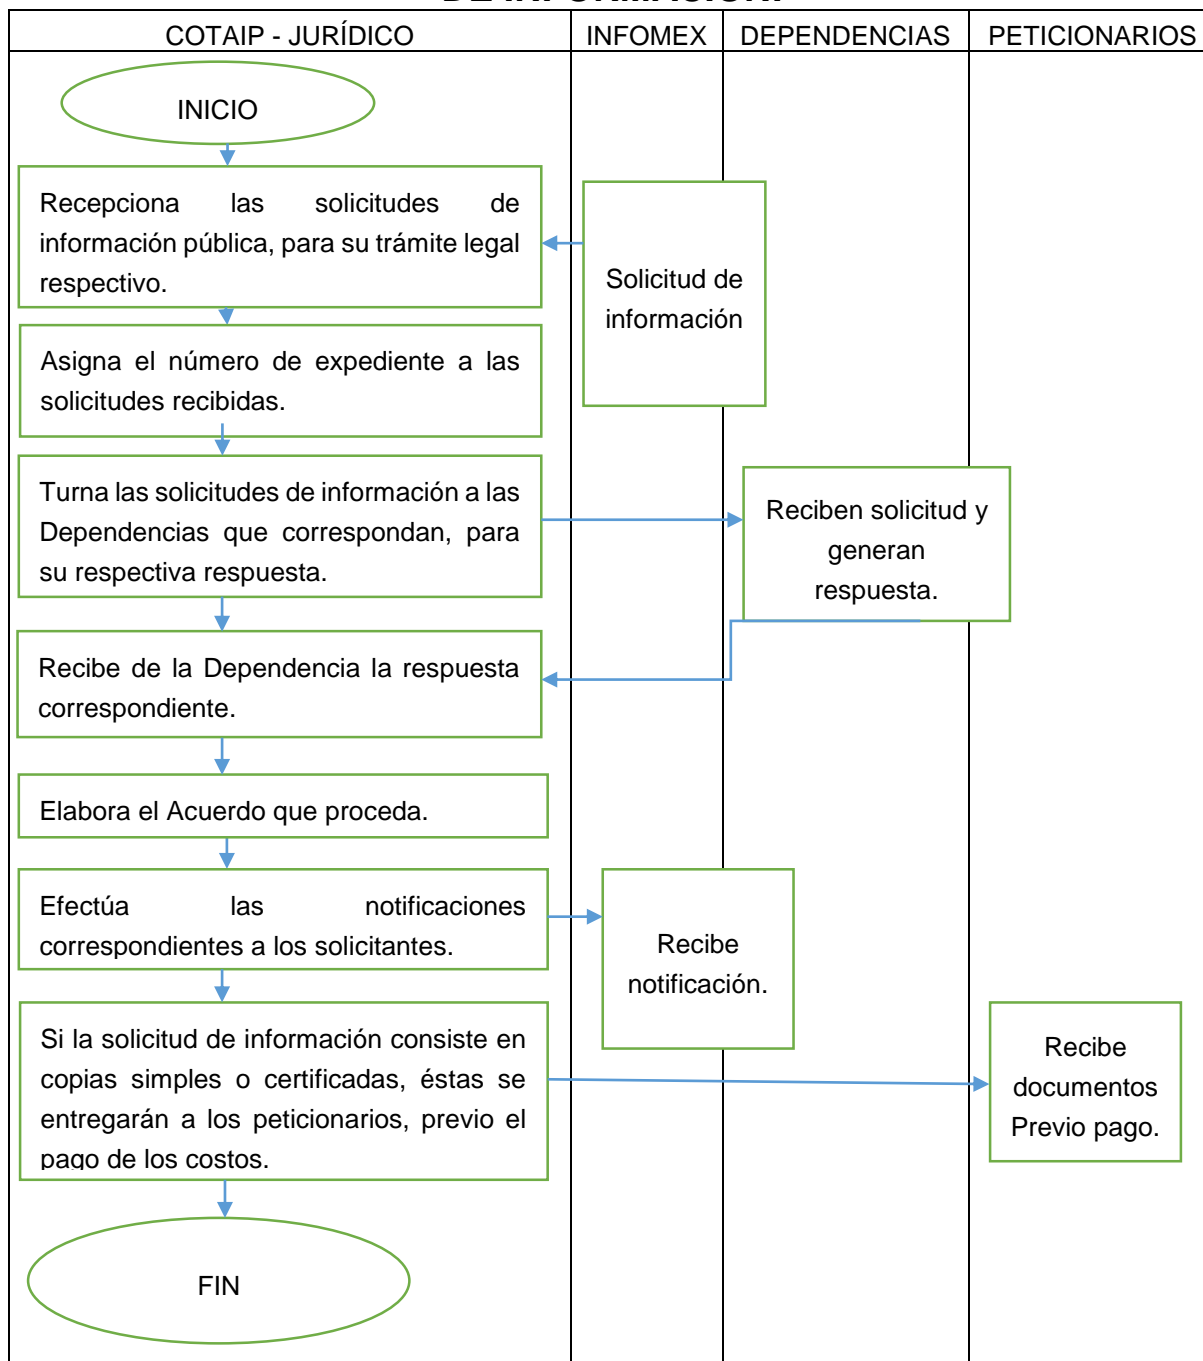 COTAIP - JURÍDICO
INFOMEX
DEPENDENCIAS
PETICIONARIOS
INICIO
Recepciona las solicitudes de
información pública, para su trámite legal
respectivo.
Solicitud de
información
Asigna el número de expediente a las
solicitudes recibidas.
Turna las solicitudes de información a las
Dependencias que correspondan, para
su respectiva respuesta.
Reciben solicitud y
generan
respuesta.
Recibe de la Dependencia la respuesta
correspondiente.
Elabora el Acuerdo que proceda.
Efectúa las notificaciones
correspondientes a los solicitantes.
Recibe
notificación.
Si la solicitud de información consiste en
copias simples o certificadas, éstas se
entregarán a los peticionarios, previo el
pago de los costos.
Recibe
documentos
Previo pago.
FIN